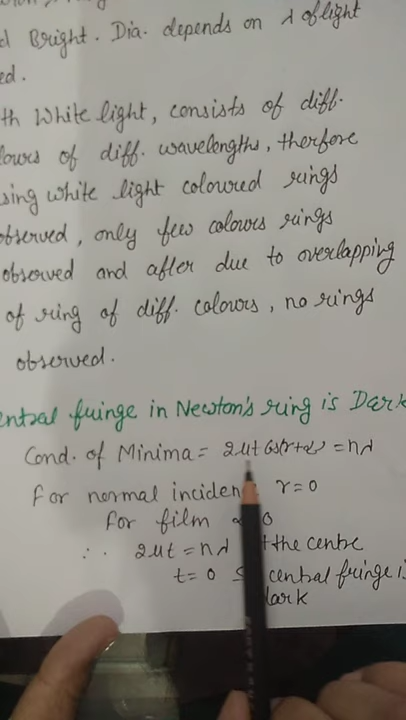 d Bright. Dia. depends on λ of light
ed.
th White light, consists of diff.
lours of diff. wavelengths, therfore
sing white light coloured rings
observed, only few colours rings
observed and after due to overlapping
of ring of diff. colours, no rings
observed.
entral fringe in Newton's ring is Dark
Cond. of Minima = 2μt Cos(r+α) = nλ
for normal inciden r=0
for film 0
∴ 2μt = nλ t the centre
t=0 S central fringe i
dark